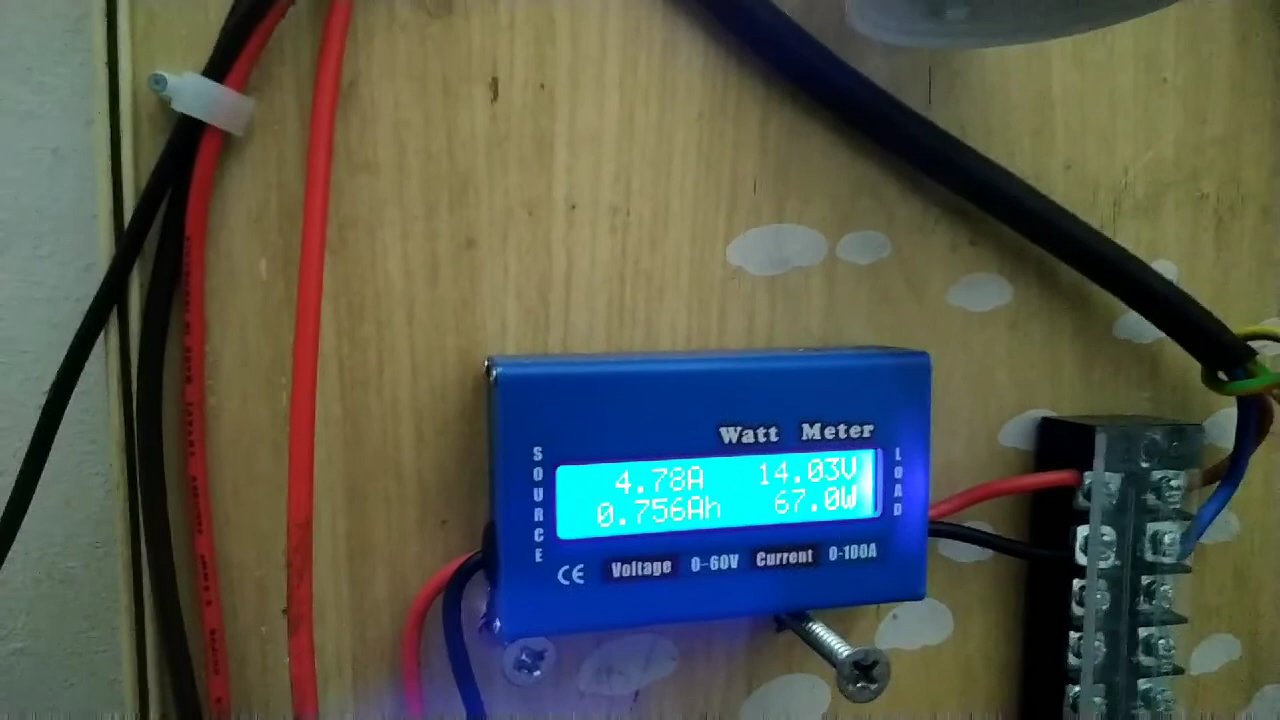 Watt Meter
SOURCE
4.78A 14.03V
0.756Ah 67.0W
LOAD
CE Voltage 0-60V Current 0-100A